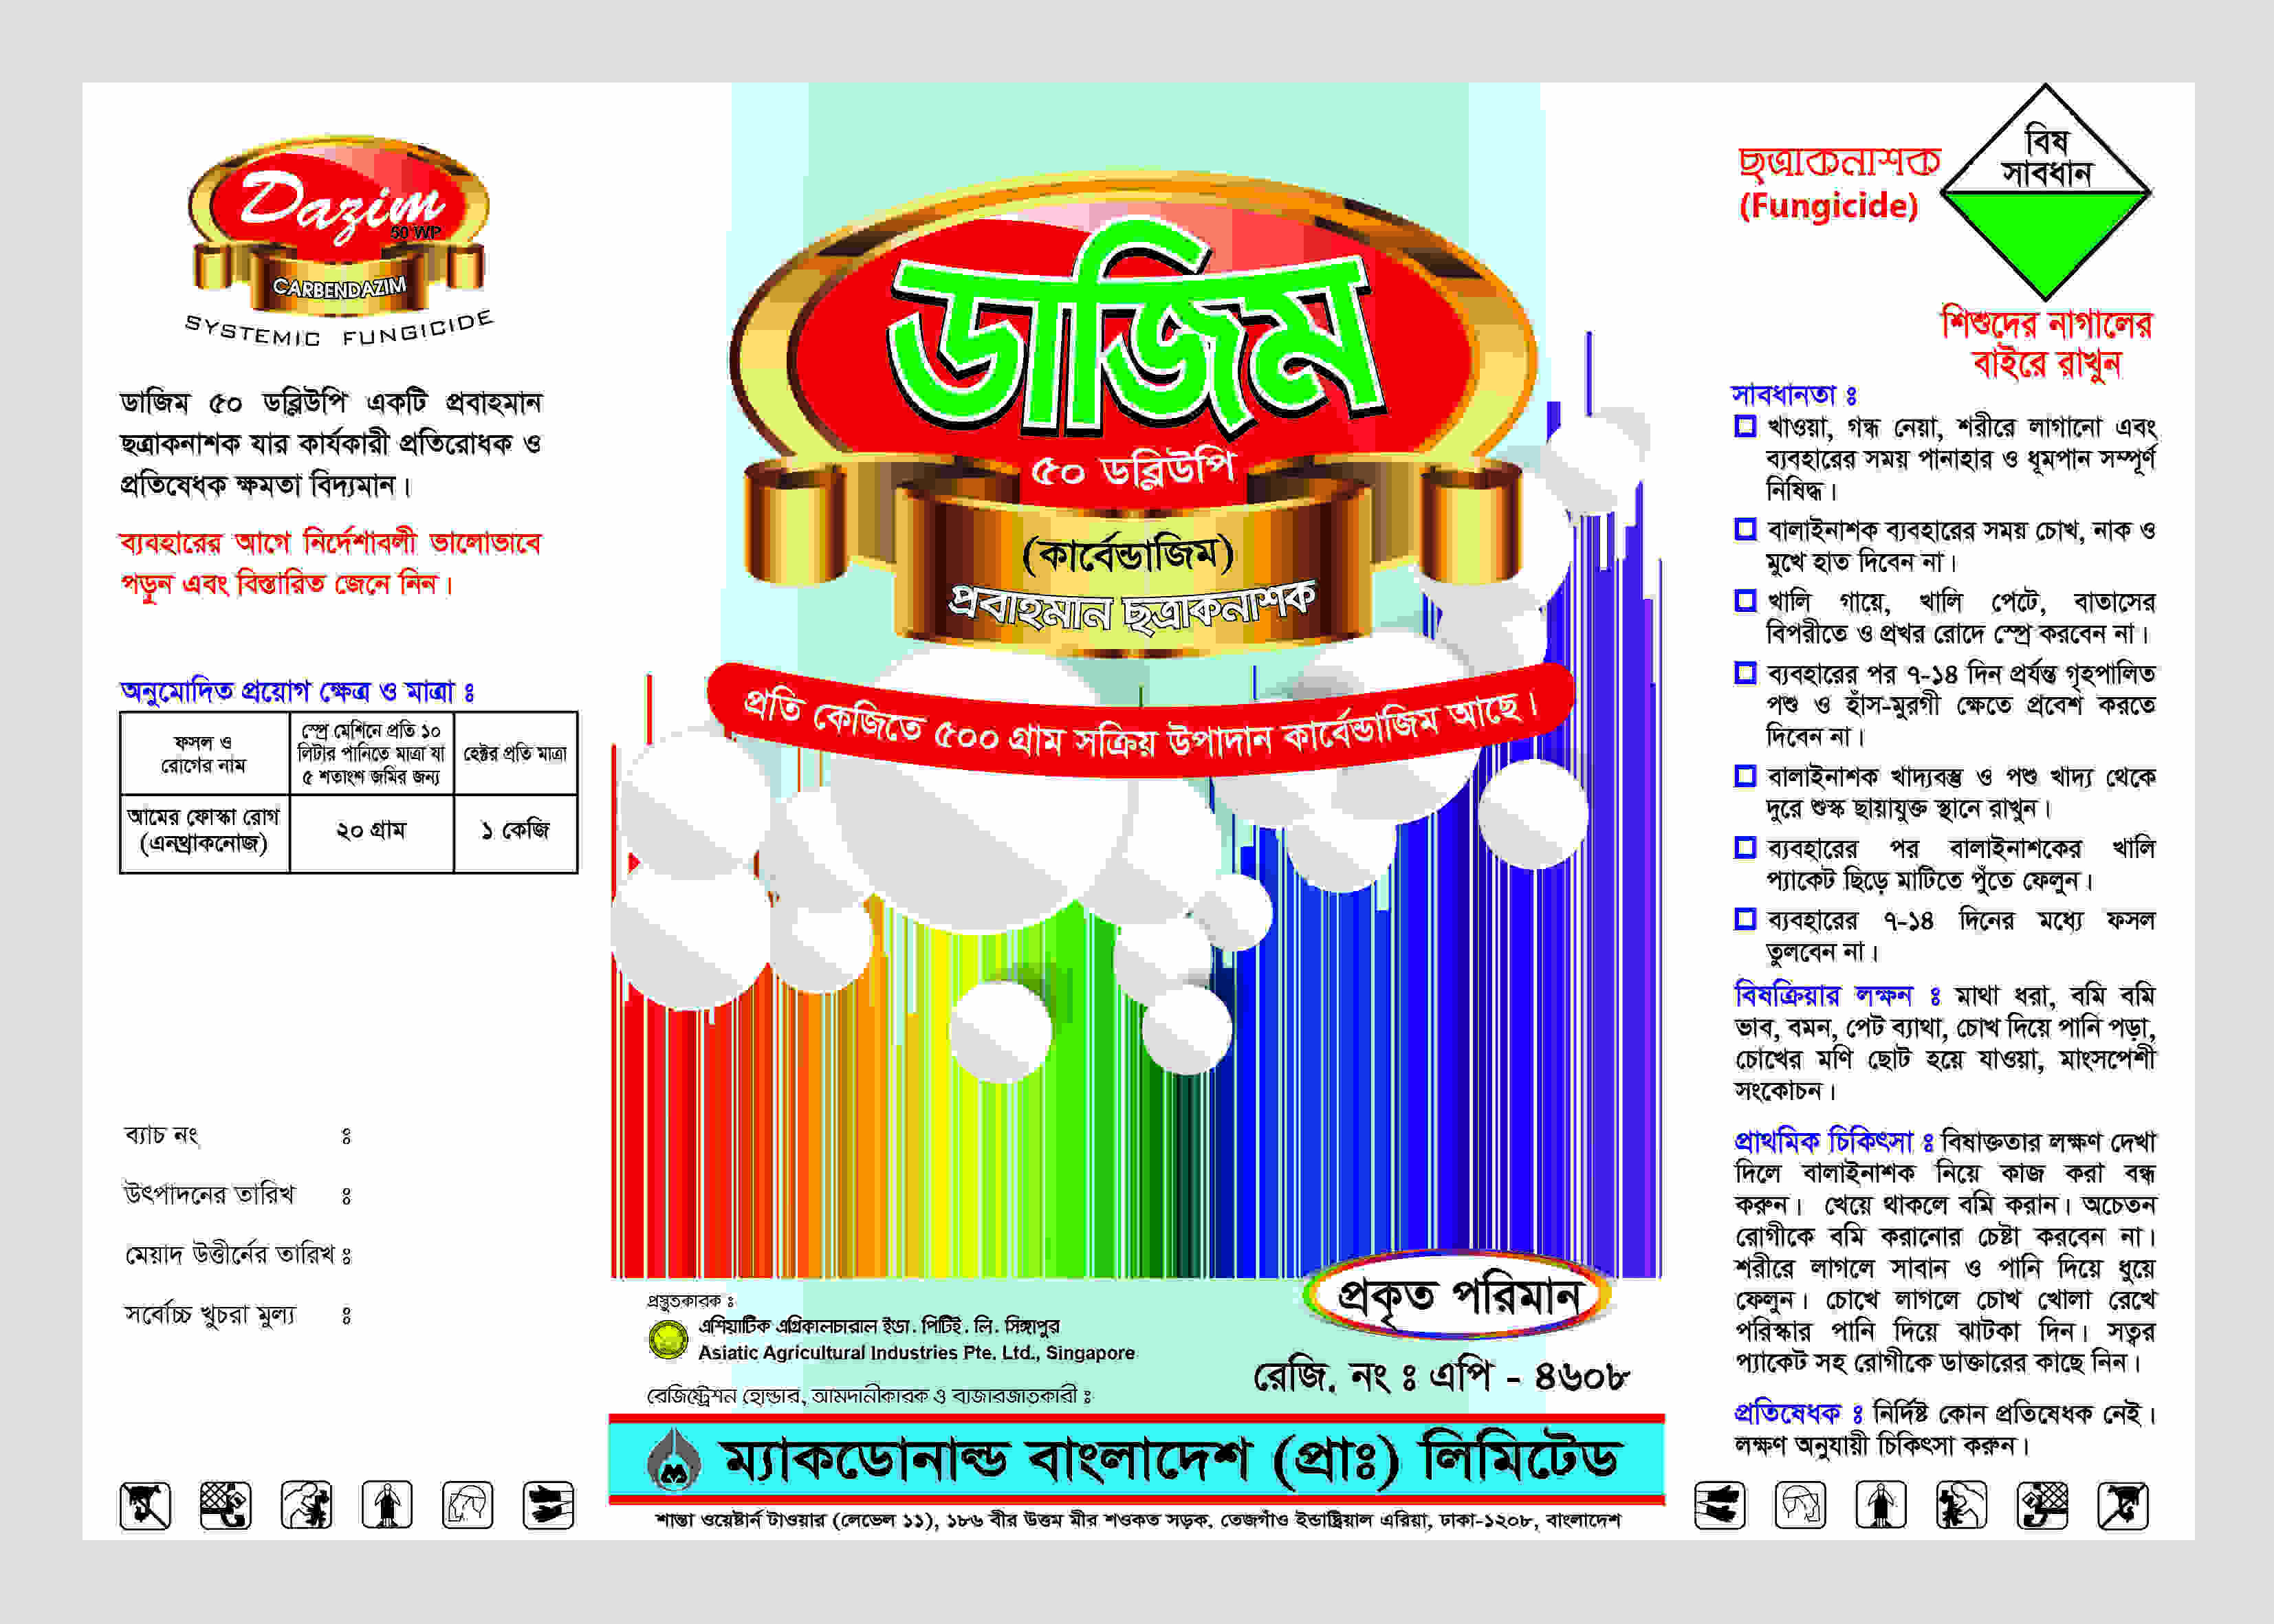 Dazim
50 WP
CARBENDAZIM
SYSTEMIC FUNGICIDE
ডাজিম ৫০ ডব্লিউপি একটি প্রবাহমান
ছত্রাকনাশক যার কার্যকারী প্রতিরোধক ও
প্রতিষেধক ক্ষমতা বিদ্যমান।
ব্যবহারের আগে নির্দেশাবলী ভালোভাবে
পড়ুন এবং বিস্তারিত জেনে নিন।
অনুমোদিত প্রয়োগ ক্ষেত্র ও মাত্রা ঃ
ফসল ও
রোগের নাম
স্প্রে মেশিনে প্রতি ১০
লিটার পানিতে মাত্রা যা
৫ শতাংশ জমির জন্য
হেক্টর প্রতি মাত্রা
আমের ফোস্কা রোগ
(এনথ্রাকনোজ)
২০ গ্রাম
১ কেজি
ব্যাচ নং ঃ
উৎপাদনের তারিখ ঃ
মেয়াদ উত্তীর্নের তারিখ ঃ
সর্বোচ্চ খুচরা মুল্য ঃ
ডাজিম
৫০ ডব্লিউপি
(কার্বেন্ডাজিম)
প্রবাহমান ছত্রাকনাশক
প্রতি কেজিতে ৫০০ গ্রাম সক্রিয় উপাদান কার্বেন্ডাজিম আছে।
প্রকৃত পরিমান
প্রস্তুতকারক ঃ
এশিয়াটিক এগ্রিকালচারাল ইন্ডা. পিটিই. লি. সিঙ্গাপুর
Asiatic Agricultural Industries Pte. Ltd., Singapore
রেজি. নং ঃ এপি - ৪৬০৮
রেজিষ্ট্রেশন হোল্ডার, আমদানীকারক ও বাজারজাতকারী ঃ
ম্যাকডোনাল্ড বাংলাদেশ (প্রাঃ) লিমিটেড
শান্তা ওয়েষ্টার্ন টাওয়ার (লেভেল ১১), ১৮৬ বীর উত্তম মীর শওকত সড়ক, তেজগাঁও ইন্ডাষ্ট্রিয়াল এরিয়া, ঢাকা-১২০৮, বাংলাদেশ
ছত্রাকনাশক
(Fungicide)
বিষ
সাবধান
শিশুদের নাগালের
বাইরে রাখুন
সাবধানতা ঃ
খাওয়া, গন্ধ নেয়া, শরীরে লাগানো এবং
ব্যবহারের সময় পানাহার ও ধূমপান সম্পূর্ণ
নিষিদ্ধ।
বালাইনাশক ব্যবহারের সময় চোখ, নাক ও
মুখে হাত দিবেন না।
খালি গায়ে, খালি পেটে, বাতাসের
বিপরীতে ও প্রখর রোদে স্প্রে করবেন না।
ব্যবহারের পর ৭-১৪ দিন প্রর্যন্ত গৃহপালিত
পশু ও হাঁস-মুরগী ক্ষেতে প্রবেশ করতে
দিবেন না।
বালাইনাশক খাদ্যবস্তু ও পশু খাদ্য থেকে
দুরে শুস্ক ছায়াযুক্ত স্থানে রাখুন।
ব্যবহারের পর বালাইনাশকের খালি
প্যাকেট ছিড়ে মাটিতে পুঁতে ফেলুন।
ব্যবহারের ৭-১৪ দিনের মধ্যে ফসল
তুলবেন না।
বিষক্রিয়ার লক্ষন ঃ মাথা ধরা, বমি বমি
ভাব, বমন, পেট ব্যাথা, চোখ দিয়ে পানি পড়া,
চোখের মণি ছোট হয়ে যাওয়া, মাংসপেশী
সংকোচন।
প্রাথমিক চিকিৎসা ঃ বিষাক্ততার লক্ষণ দেখা
দিলে বালাইনাশক নিয়ে কাজ করা বন্ধ
করুন। খেয়ে থাকলে বমি করান। অচেতন
রোগীকে বমি করানোর চেষ্টা করবেন না।
শরীরে লাগলে সাবান ও পানি দিয়ে ধুয়ে
ফেলুন। চোখে লাগলে চোখ খোলা রেখে
পরিস্কার পানি দিয়ে ঝাটকা দিন। সত্বর
প্যাকেট সহ রোগীকে ডাক্তারের কাছে নিন।
প্রতিষেধক ঃ নির্দিষ্ট কোন প্রতিষেধক নেই।
লক্ষণ অনুযায়ী চিকিৎসা করুন।